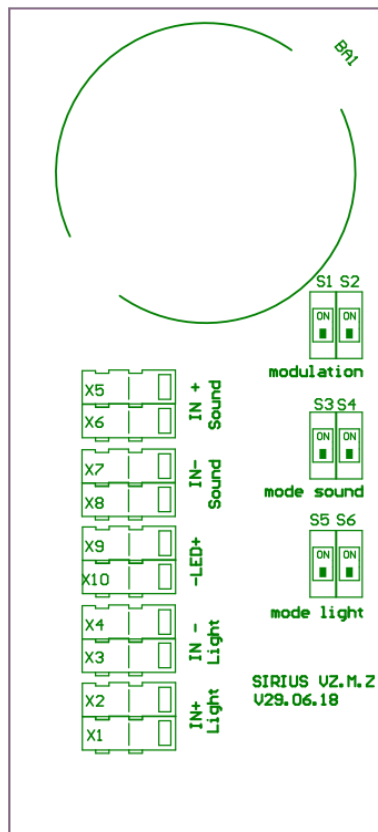 BA1
S1 S2
ON ON
modulation
X5
X6
IN +
Sound
S3 S4
ON ON
mode sound
X7
X8
IN-
Sound
X9
X10
-LED+
S5 S6
ON ON
mode light
X4
X3
IN -
Light
X2
X1
IN+
Light
SIRIUS VZ.M.Z
V29.06.18